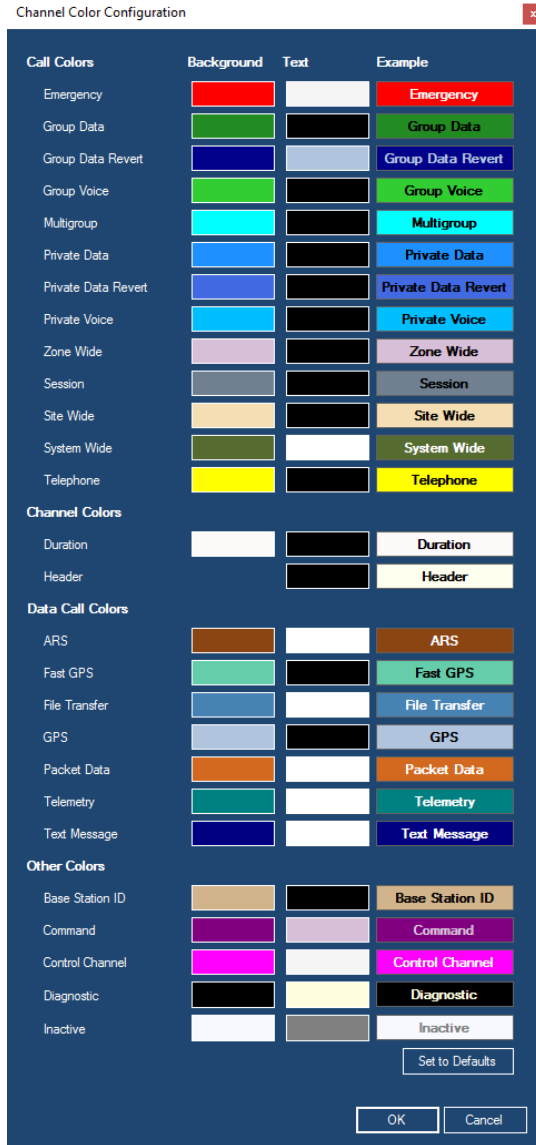 Channel Color Configuration x
Call Colors Background Text Example
Emergency Emergency
Group Data Group Data
Group Data Revert Group Data Revert
Group Voice Group Voice
Multigroup Multigroup
Private Data Private Data
Private Data Revert Private Data Revert
Private Voice Private Voice
Zone Wide Zone Wide
Session Session
Site Wide Site Wide
System Wide System Wide
Telephone Telephone
Channel Colors
Duration Duration
Header Header
Data Call Colors
ARS ARS
Fast GPS Fast GPS
File Transfer File Transfer
GPS GPS
Packet Data Packet Data
Telemetry Telemetry
Text Message Text Message
Other Colors
Base Station ID Base Station ID
Command Command
Control Channel Control Channel
Diagnostic Diagnostic
Inactive Inactive
Set to Defaults
OK Cancel